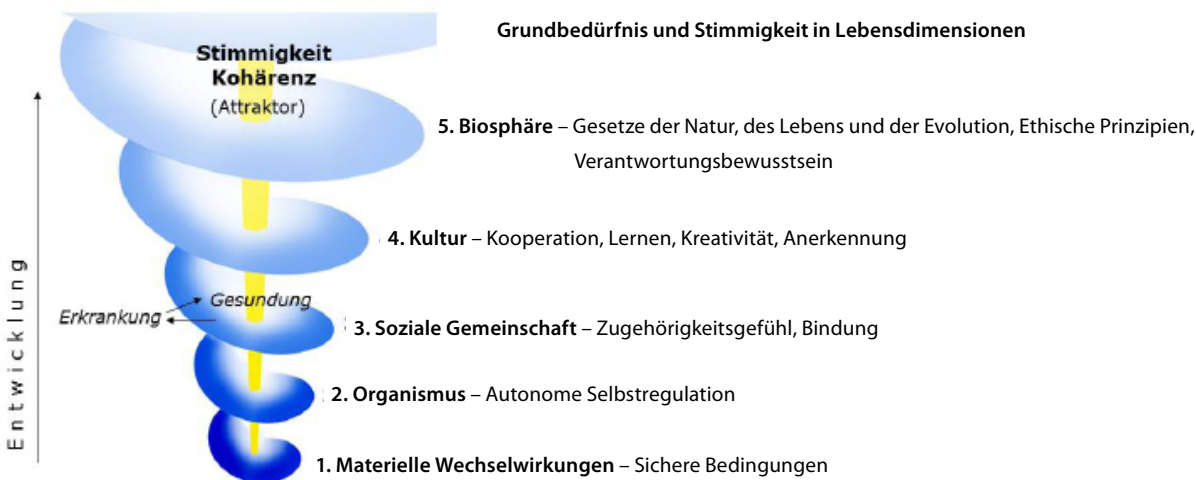 Grundbedürfnis und Stimmigkeit in Lebensdimensionen
Stimmigkeit
Kohärenz
(Attraktor)
5. Biosphäre – Gesetze der Natur, des Lebens und der Evolution, Ethische Prinzipien,
Verantwortungsbewusstsein
4. Kultur – Kooperation, Lernen, Kreativität, Anerkennung
Gesundung
Erkrankung
3. Soziale Gemeinschaft – Zugehörigkeitsgefühl, Bindung
2. Organismus – Autonome Selbstregulation
1. Materielle Wechselwirkungen – Sichere Bedingungen
Entwicklung